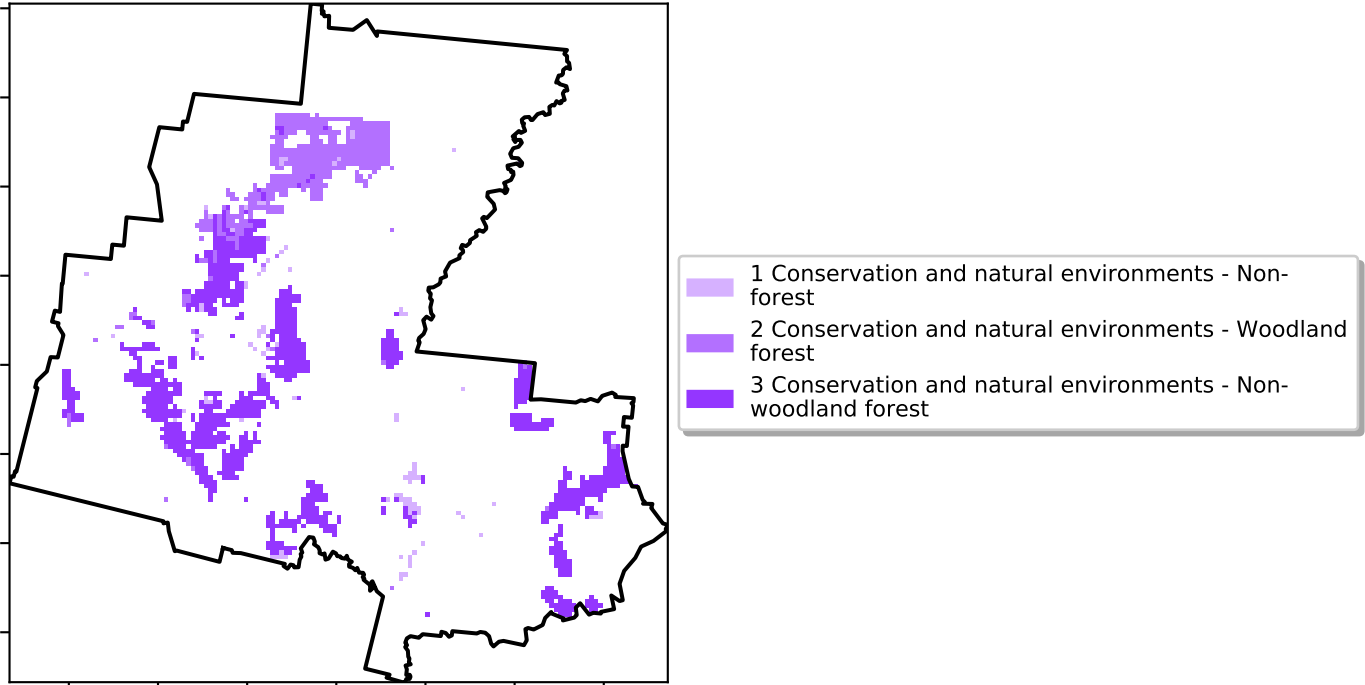 1 Conservation and natural environments - Non-
forest
2 Conservation and natural environments - Woodland
forest
3 Conservation and natural environments - Non-
woodland forest